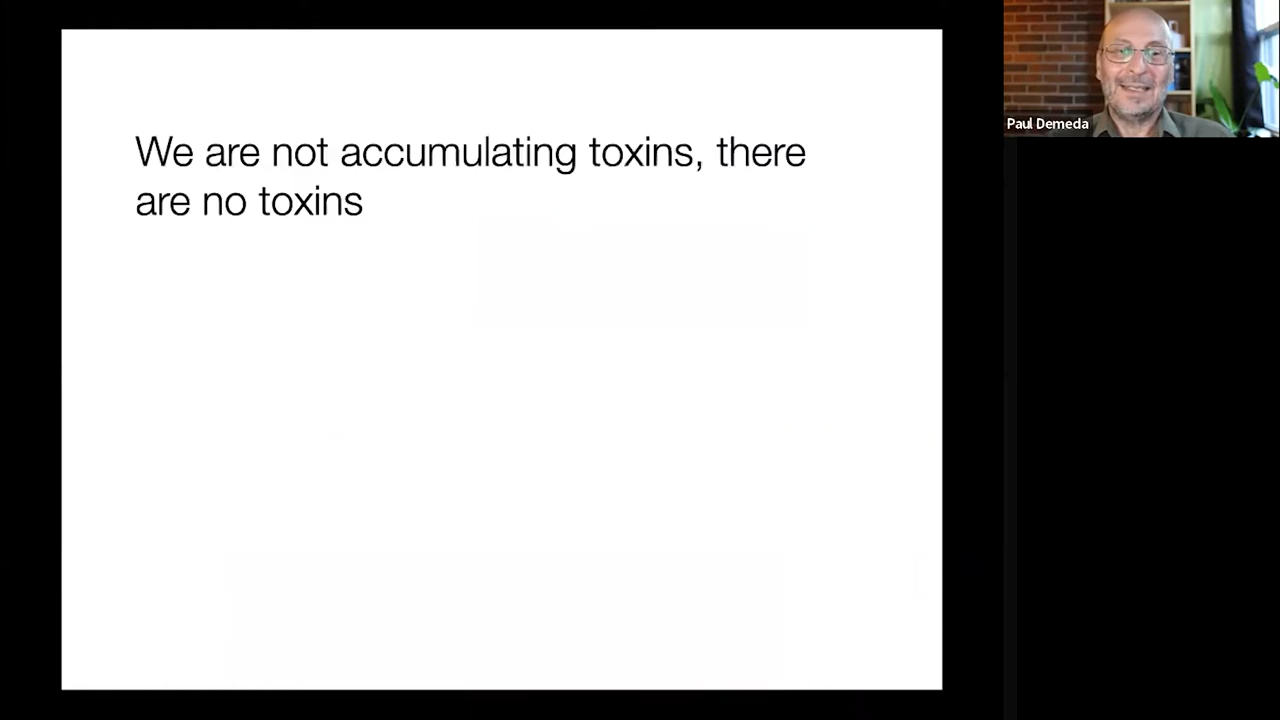 We are not accumulating toxins, there
are no toxins
Paul Demeda